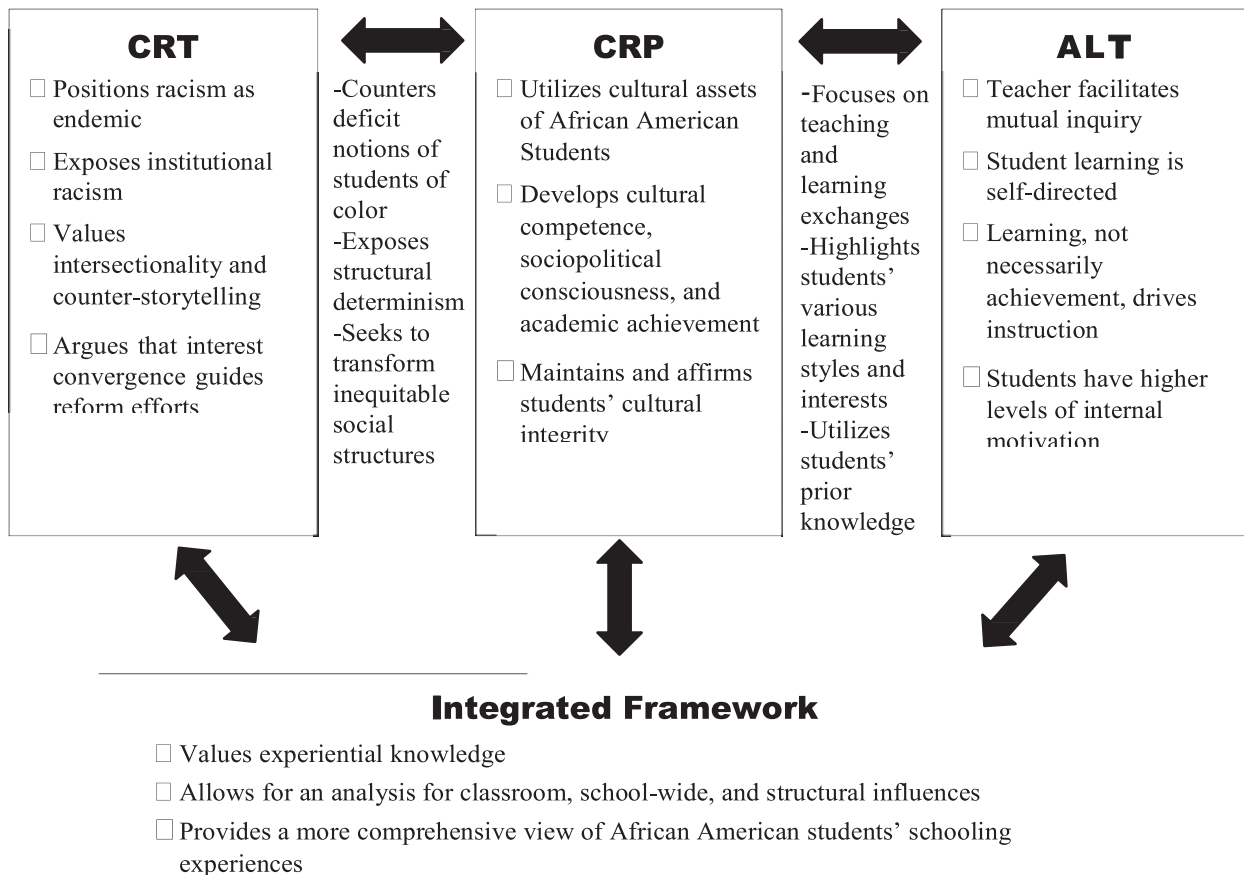 CRT
□ Positions racism as
endemic
□ Exposes institutional
racism
□ Values
intersectionality and
counter-storytelling
□ Argues that interest
convergence guides
reform efforts
-Counters
deficit
notions of
students of
color
-Exposes
structural
determinism
-Seeks to
transform
inequitable
social
structures
CRP
□ Utilizes cultural assets
of African American
Students
□ Develops cultural
competence,
sociopolitical
consciousness, and
academic achievement
□ Maintains and affirms
students’ cultural
integrity
-Focuses on
teaching
and
learning
exchanges
-Highlights
students’
various
learning
styles and
interests
-Utilizes
students’
prior
knowledge
ALT
□ Teacher facilitates
mutual inquiry
□ Student learning is
self-directed
□ Learning, not
necessarily
achievement, drives
instruction
□ Students have higher
levels of internal
motivation
Integrated Framework
□ Values experiential knowledge
□ Allows for an analysis for classroom, school-wide, and structural influences
□ Provides a more comprehensive view of African American students’ schooling
experiences